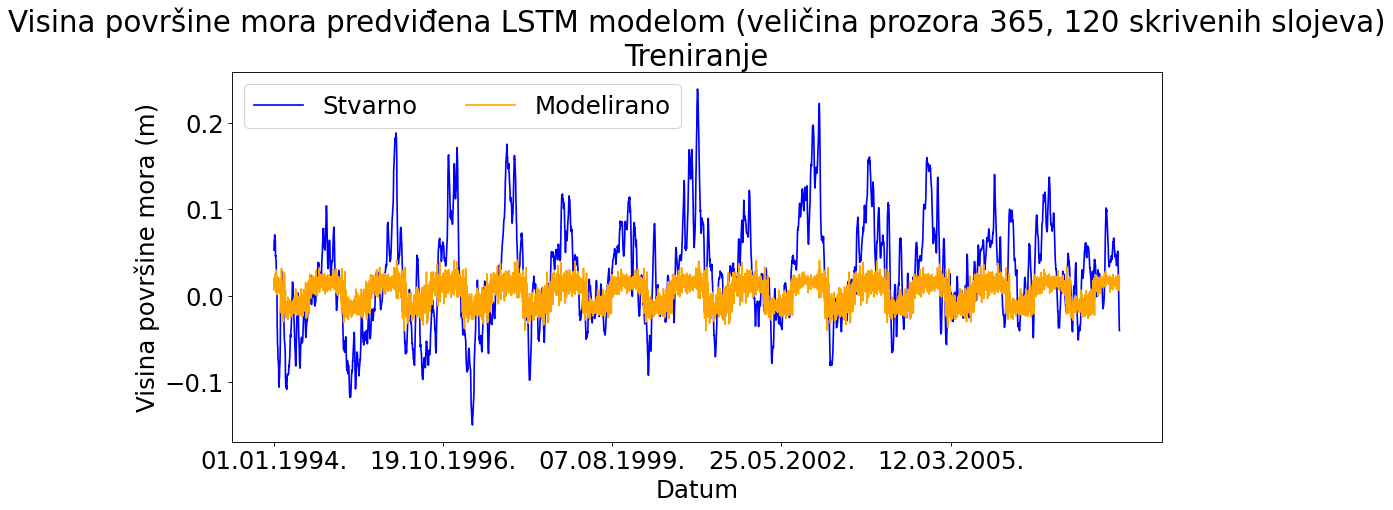 Visina površine mora predviđena LSTM modelom (veličina prozora 365, 120 skrivenih slojeva)
Treniranje
Stvarno Modelirano
Visina površine mora (m)
0.2
0.1
0.0
−0.1
01.01.1994. 19.10.1996. 07.08.1999. 25.05.2002. 12.03.2005.
Datum